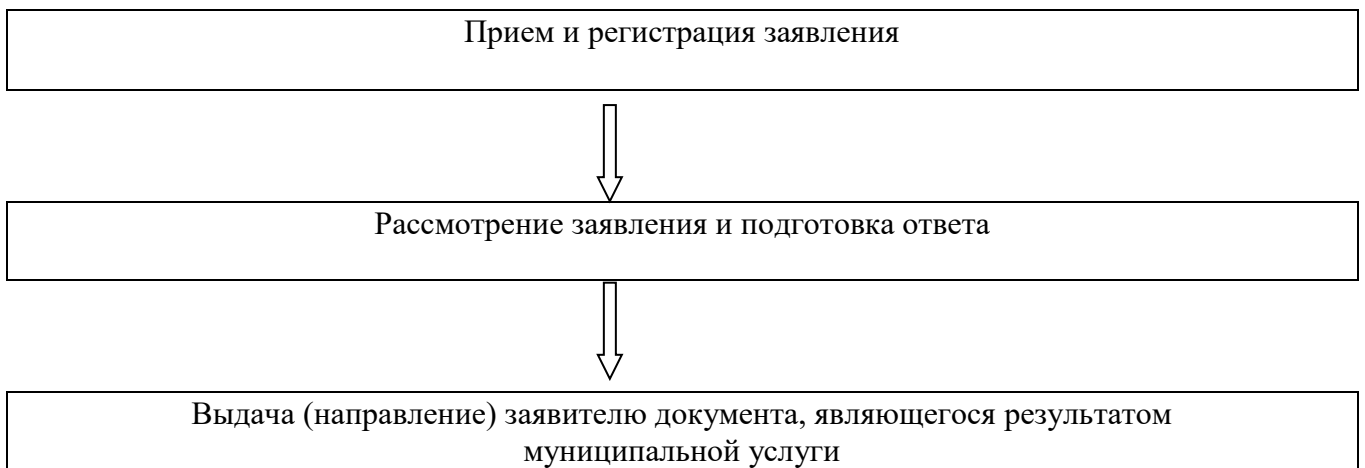 Прием и регистрация заявления
Рассмотрение заявления и подготовка ответа
Выдача (направление) заявителю документа, являющегося результатом
муниципальной услуги